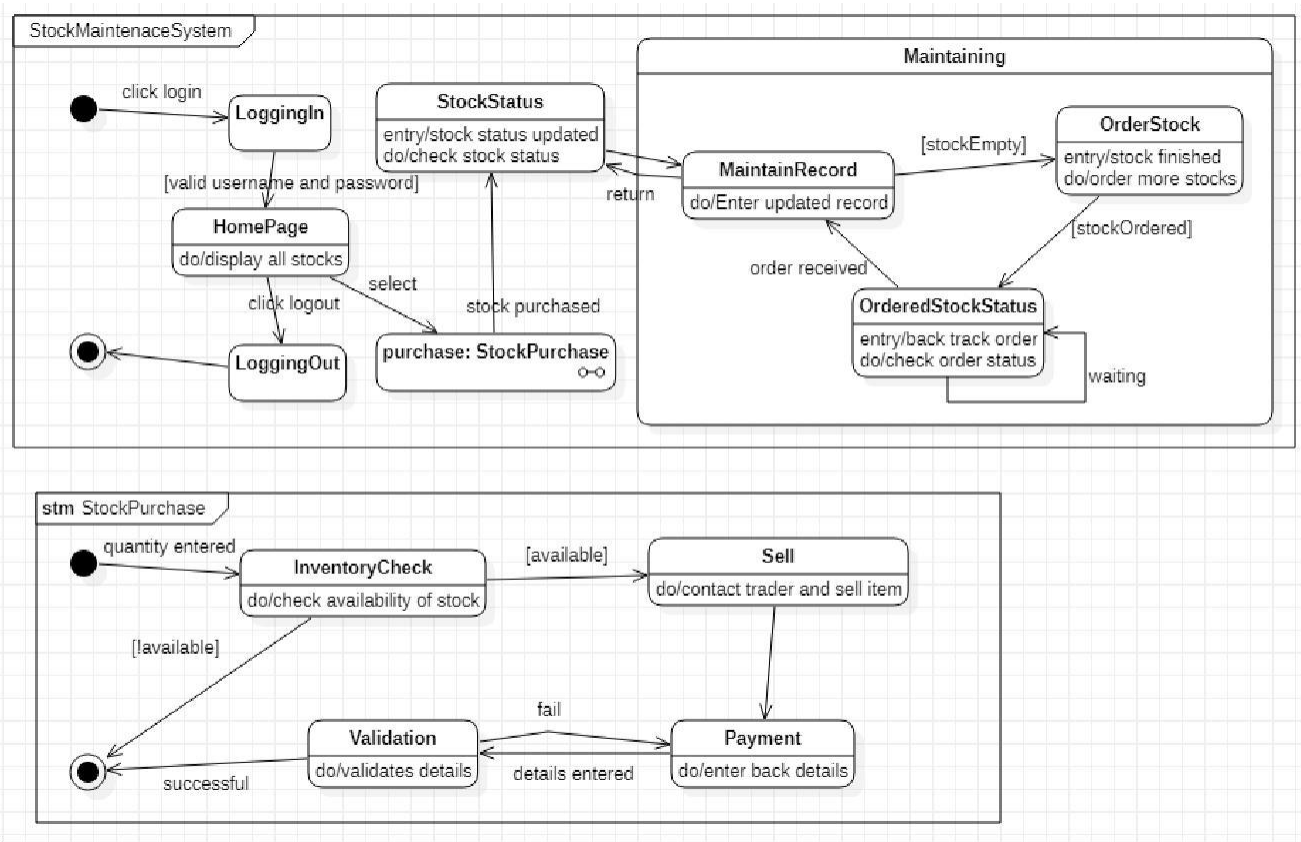 StockMaintenaceSystem
Maintaining
click login
LoggingIn
StockStatus
entry/stock status updated
do/check stock status
[stockEmpty]
OrderStock
entry/stock finished
do/order more stocks
MaintainRecord
do/Enter updated record
return
[valid username and password]
HomePage
do/display all stocks
[stockOrdered]
order received
select
click logout
stock purchased
OrderedStockStatus
entry/back track order
do/check order status
waiting
LoggingOut
purchase: StockPurchase
stm StockPurchase
quantity entered
InventoryCheck
do/check availability of stock
[available]
Sell
do/contact trader and sell item
[!available]
fail
Validation
do/validates details
Payment
do/enter back details
details entered
successful